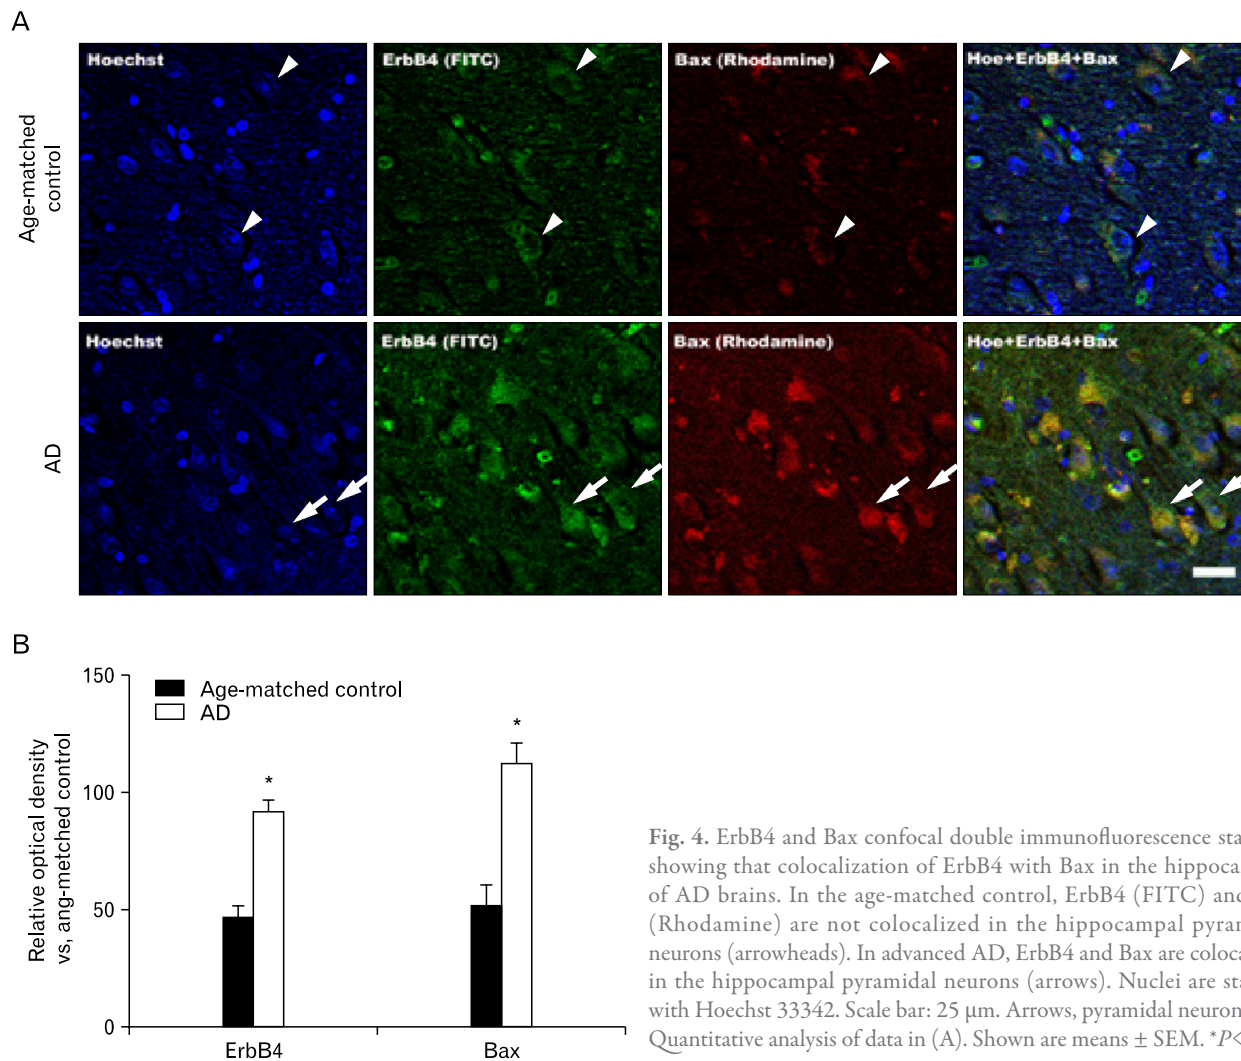 A
Hoechst
ErbB4 (FITC)
Bax (Rhodamine)
Hoe+ErbB4+Bax
Age-matched
control
Hoechst
ErbB4 (FITC)
Bax (Rhodamine)
Hoe+ErbB4+Bax
AD
B
150
100
50
0
Relative optical density
vs, ang-metched control
Age-matched control
AD
*
*
ErbB4
Bax
Fig. 4. ErbB4 and Bax confocal double immunofluorescence sta
showing that colocalization of ErbB4 with Bax in the hippoca
of AD brains. In the age-matched control, ErbB4 (FITC) and
(Rhodamine) are not colocalized in the hippocampal pyram
neurons (arrowheads). In advanced AD, ErbB4 and Bax are coloca
in the hippocampal pyramidal neurons (arrows). Nuclei are sta
with Hoechst 33342. Scale bar: 25 μm. Arrows, pyramidal neuron
Quantitative analysis of data in (A). Shown are means ± SEM. *P<